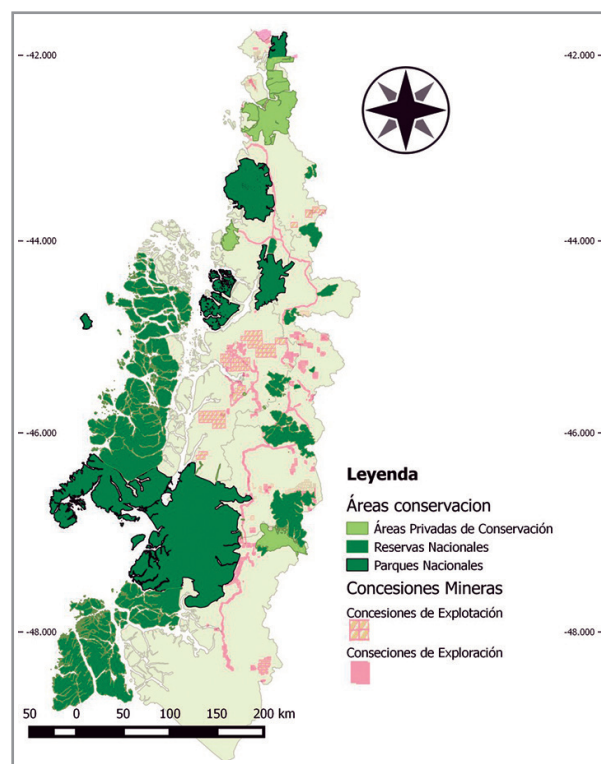 -42.000 -42.000
-44.000 -44.000
-46.000 -46.000
Leyenda
Áreas conservacion
Áreas Privadas de Conservación
Reservas Nacionales
Parques Nacionales
Concesiones Mineras
Concesiones de Explotación
Conseciones de Exploración
-48.000 -48.000
50 0 50 100 150 200 km